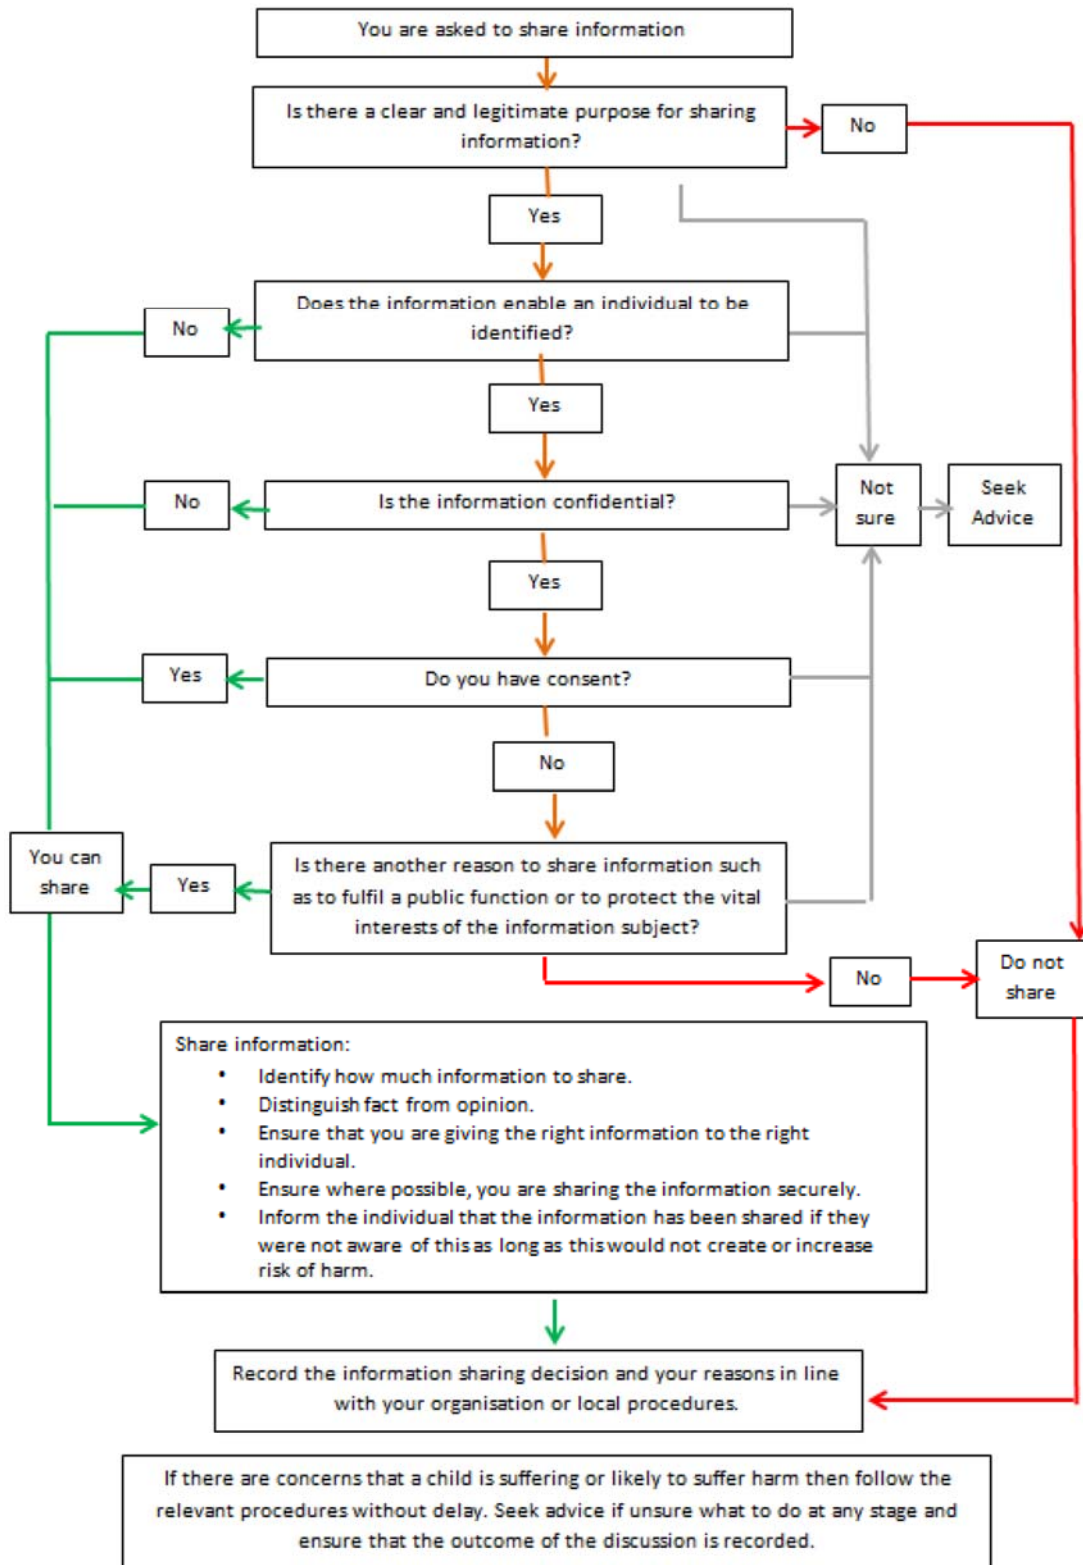 You are asked to share information
Is there a clear and legitimate purpose for sharing
information?
No
Yes
Does the information enable an individual to be
identified?
No
Yes
Is the information confidential?
No
Not
sure
Seek
Advice
Yes
Do you have consent?
Yes
No
Is there another reason to share information such
as to fulfil a public function or to protect the vital
interests of the information subject?
Yes
You can
share
No
Do not
share
Share information:
• Identify how much information to share.
• Distinguish fact from opinion.
• Ensure that you are giving the right information to the right
individual.
• Ensure where possible, you are sharing the information securely.
• Inform the individual that the information has been shared if they
were not aware of this as long as this would not create or increase
risk of harm.
Record the information sharing decision and your reasons in line
with your organisation or local procedures.
If there are concerns that a child is suffering or likely to suffer harm then follow the
relevant procedures without delay. Seek advice if unsure what to do at any stage and
ensure that the outcome of the discussion is recorded.